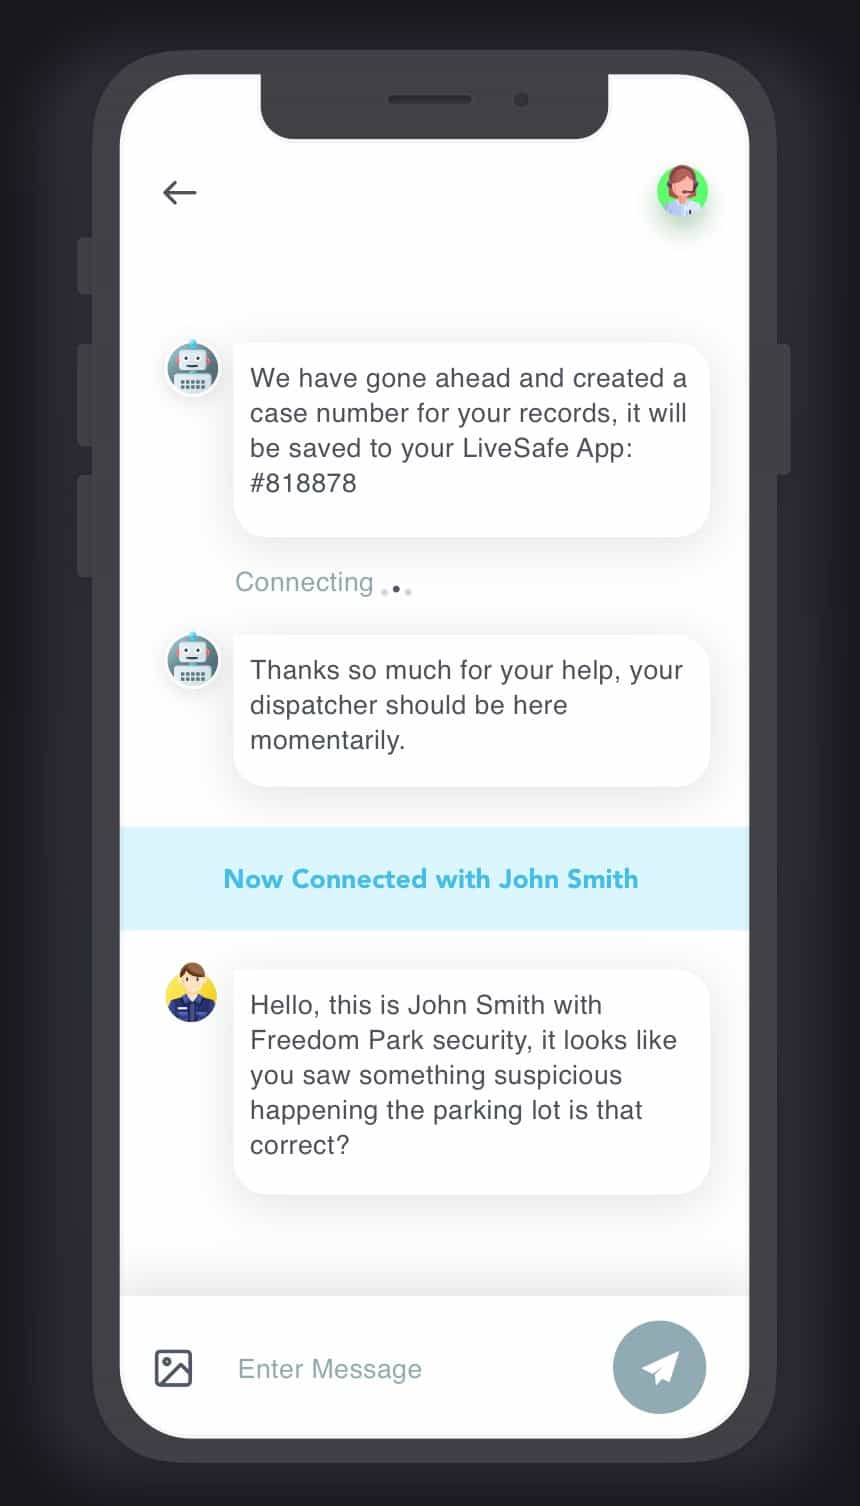 We have gone ahead and created a
case number for your records, it will
be saved to your LiveSafe App:
#818878
Connecting
Thanks so much for your help, your
dispatcher should be here
momentarily.
Now Connected with John Smith
Hello, this is John Smith with
Freedom Park security, it looks like
you saw something suspicious
happening the parking lot is that
correct?
Enter Message